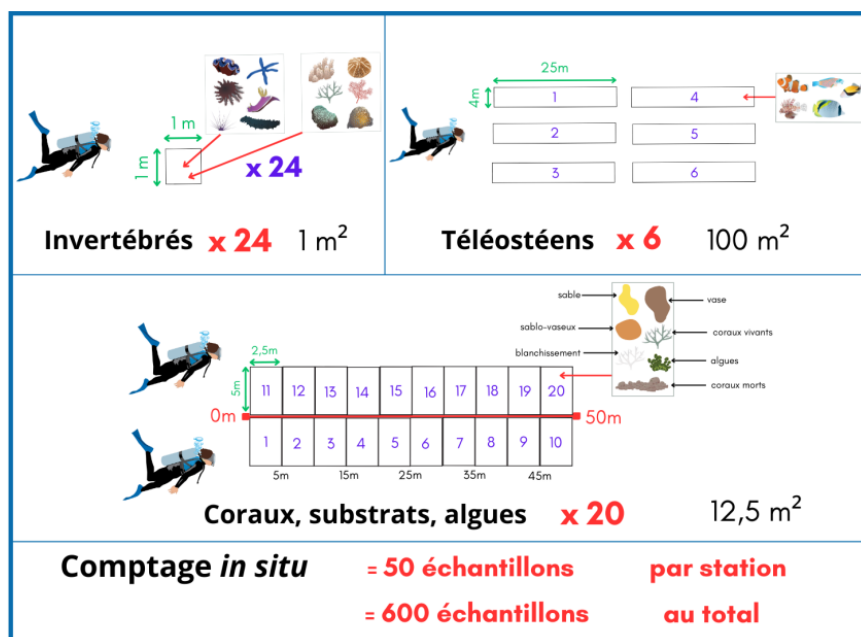 1 m
1 m
x 24
Invertébrés x 24 1 m²
25m
4m
1
4
2
5
3
6
Téléostéens x 6 100 m²
sable
vase
sablo-vaseux
coraux vivants
blanchissement
algues
coraux morts
2,5m
5m
11 12 13 14 15 16 17 18 19 20
0m
50m
1 2 3 4 5 6 7 8 9 10
5m 15m 25m 35m 45m
Coraux, substrats, algues x 20 12,5 m²
Comptage in situ = 50 échantillons par station
= 600 échantillons au total